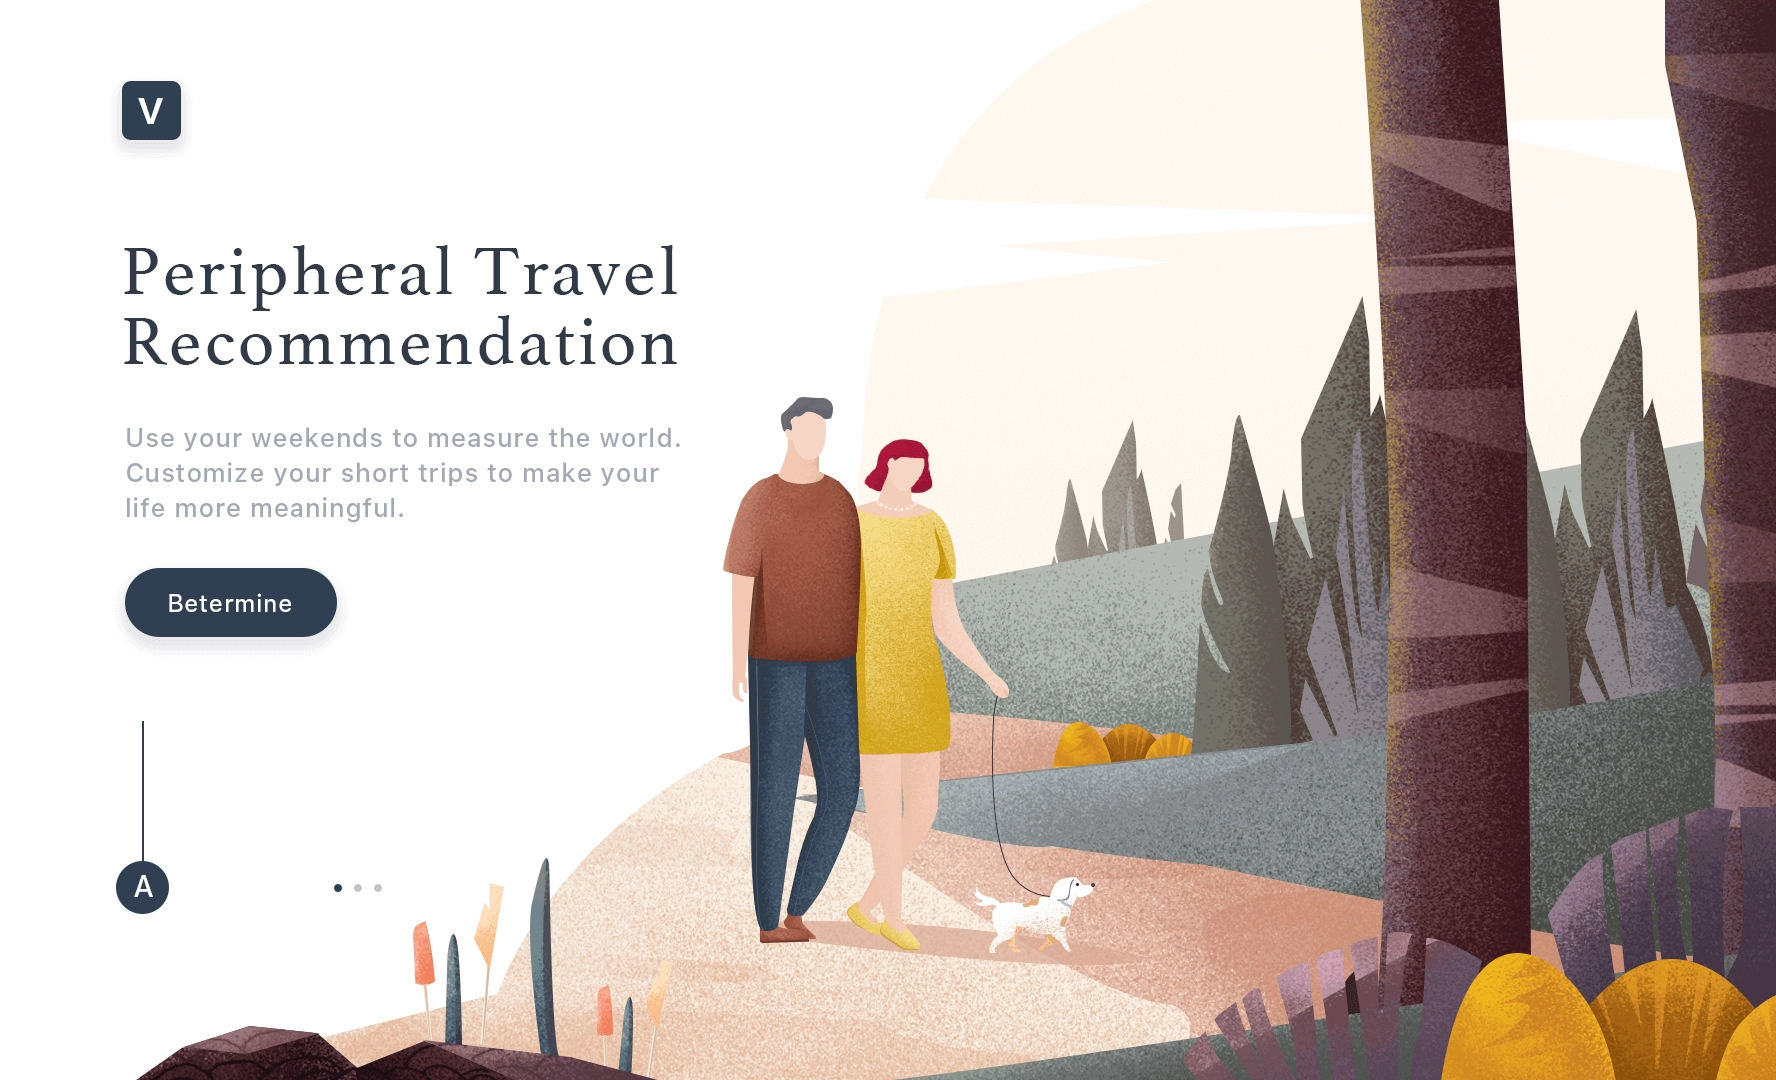 V
Peripheral Travel
Recommendation
Use your weekends to measure the world.
Customize your short trips to make your
life more meaningful.
Betermine
A